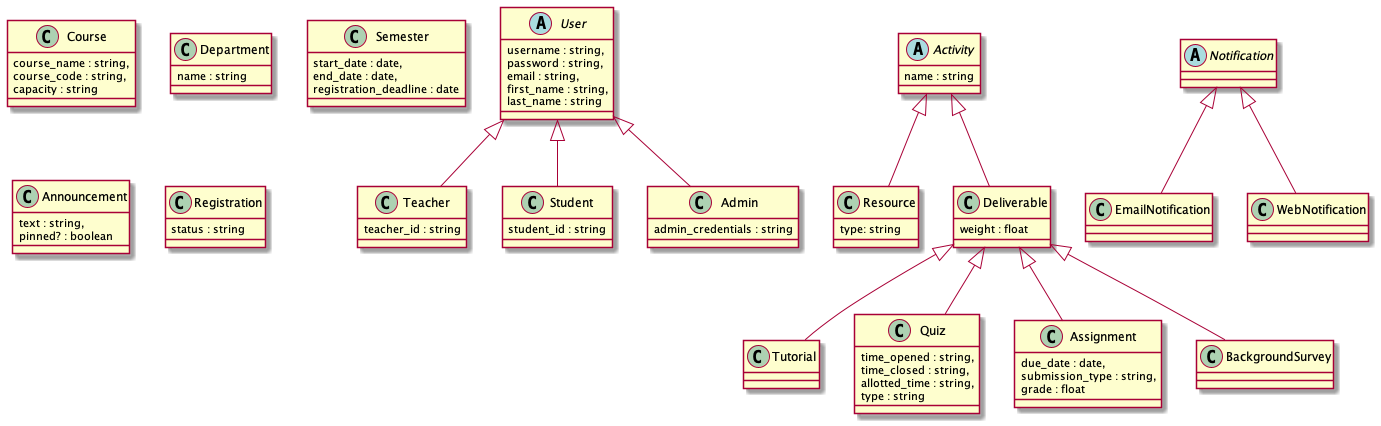 C Course
course_name : string,
course_code : string,
capacity : string
C Department
name : string
C Semester
start_date : date,
end_date : date,
registration_deadline : date
A User
username : string,
password : string,
email : string,
first_name : string,
last_name : string
A Activity
name : string
A Notification
C Announcement
text : string,
pinned? : boolean
C Registration
status : string
C Teacher
teacher_id : string
C Student
student_id : string
C Admin
admin_credentials : string
C Resource
type: string
C Deliverable
weight : float
C EmailNotification
C WebNotification
C Tutorial
C Quiz
time_opened : string,
time_closed : string,
allotted_time : string,
type : string
C Assignment
due_date : date,
submission_type : string,
grade : float
C BackgroundSurvey